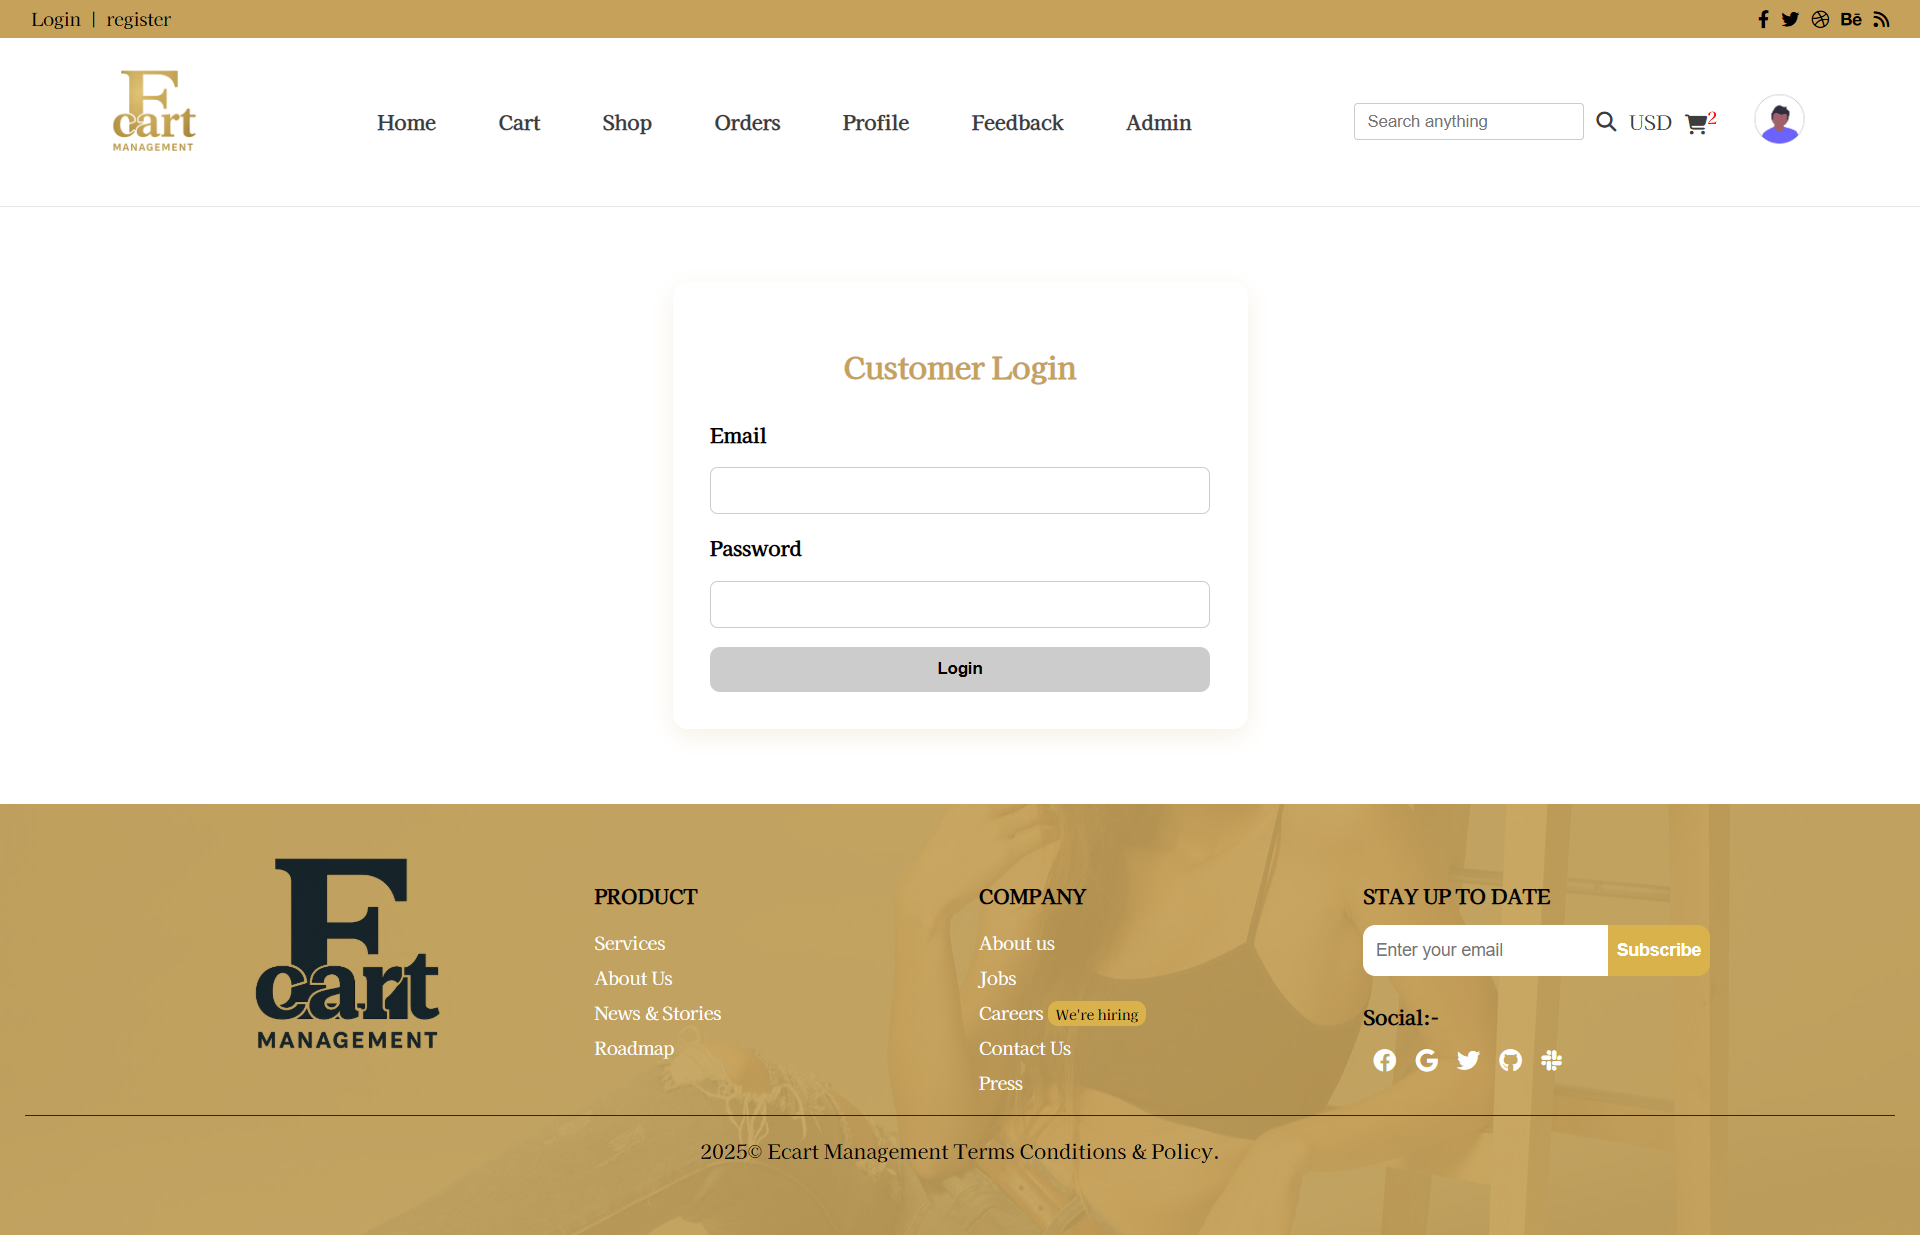 Login | register
Bē
Ecart
MANAGEMENT
Home Cart Shop Orders Profile Feedback Admin
Search anything
USD
2
Customer Login
Email
Password
Login
Ecart
MANAGEMENT
PRODUCT
Services
About Us
News & Stories
Roadmap
COMPANY
About us
Jobs
Careers We're hiring
Contact Us
Press
STAY UP TO DATE
Enter your email Subscribe
Social:-
2025© Ecart Management Terms Conditions & Policy.